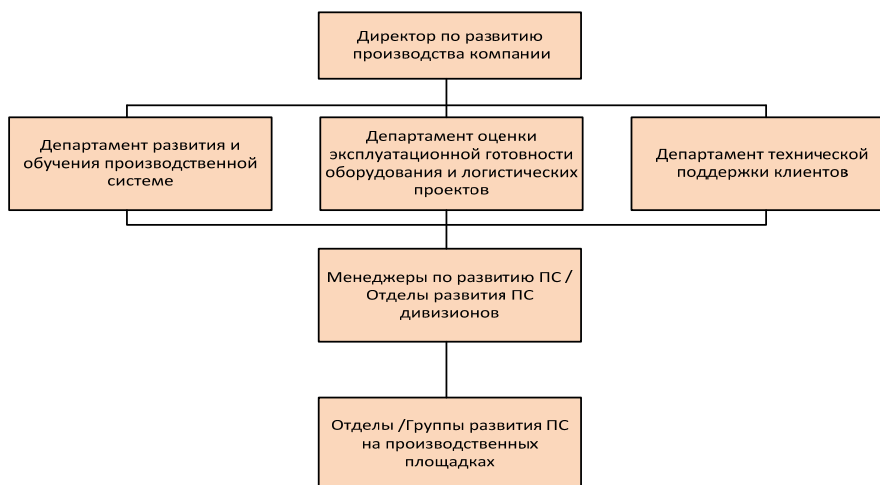 Директор по развитию
производства компании
Департамент развития и
обучения производственной
системе
Департамент оценки
эксплуатационной готовности
оборудования и логистических
проектов
Департамент технической
поддержки клиентов
Менеджеры по развитию ПС /
Отделы развития ПС
дивизионов
Отделы /Группы развития ПС
на производственных
площадках